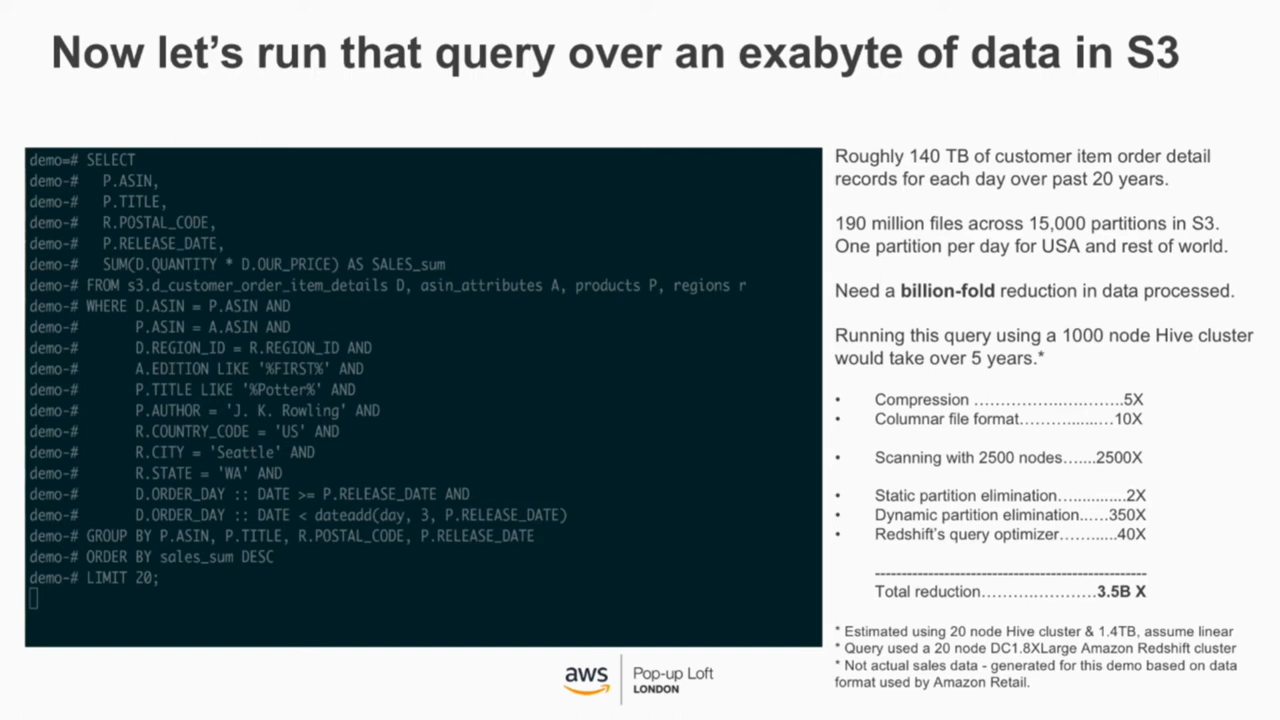 Now let's run that query over an exabyte of data in S3
demo=# SELECT
demo-# P.ASIN,
demo-# P.TITLE,
demo-# R.POSTAL_CODE,
demo-# P.RELEASE_DATE,
demo-# SUM(D.QUANTITY * D.OUR_PRICE) AS SALES_sum
demo-# FROM s3.d_customer_order_item_details D, asin_attributes A, products P, regions r
demo-# WHERE D.ASIN = P.ASIN AND
demo-# P.ASIN = A.ASIN AND
demo-# D.REGION_ID = R.REGION_ID AND
demo-# A.EDITION LIKE '%FIRST%' AND
demo-# P.TITLE LIKE '%Potter%' AND
demo-# P.AUTHOR = 'J. K. Rowling' AND
demo-# R.COUNTRY_CODE = 'US' AND
demo-# R.CITY = 'Seattle' AND
demo-# R.STATE = 'WA' AND
demo-# D.ORDER_DAY :: DATE >= P.RELEASE_DATE AND
demo-# D.ORDER_DAY :: DATE < dateadd(day, 3, P.RELEASE_DATE)
demo-# GROUP BY P.ASIN, P.TITLE, R.POSTAL_CODE, P.RELEASE_DATE
demo-# ORDER BY sales_sum DESC
demo-# LIMIT 20;
Roughly 140 TB of customer item order detail
records for each day over past 20 years.
190 million files across 15,000 partitions in S3.
One partition per day for USA and rest of world.
Need a billion-fold reduction in data processed.
Running this query using a 1000 node Hive cluster
would take over 5 years.*
• Compression ……………..….……..5X
• Columnar file format………......….10X
• Scanning with 2500 nodes…....2500X
• Static partition elimination…............2X
• Dynamic partition elimination..….350X
• Redshift's query optimizer……....40X
---------------------------------------------------
Total reduction……….…………3.5B X
* Estimated using 20 node Hive cluster & 1.4TB, assume linear
* Query used a 20 node DC1.8XLarge Amazon Redshift cluster
* Not actual sales data - generated for this demo based on data
format used by Amazon Retail.
aws
Pop-up Loft
LONDON